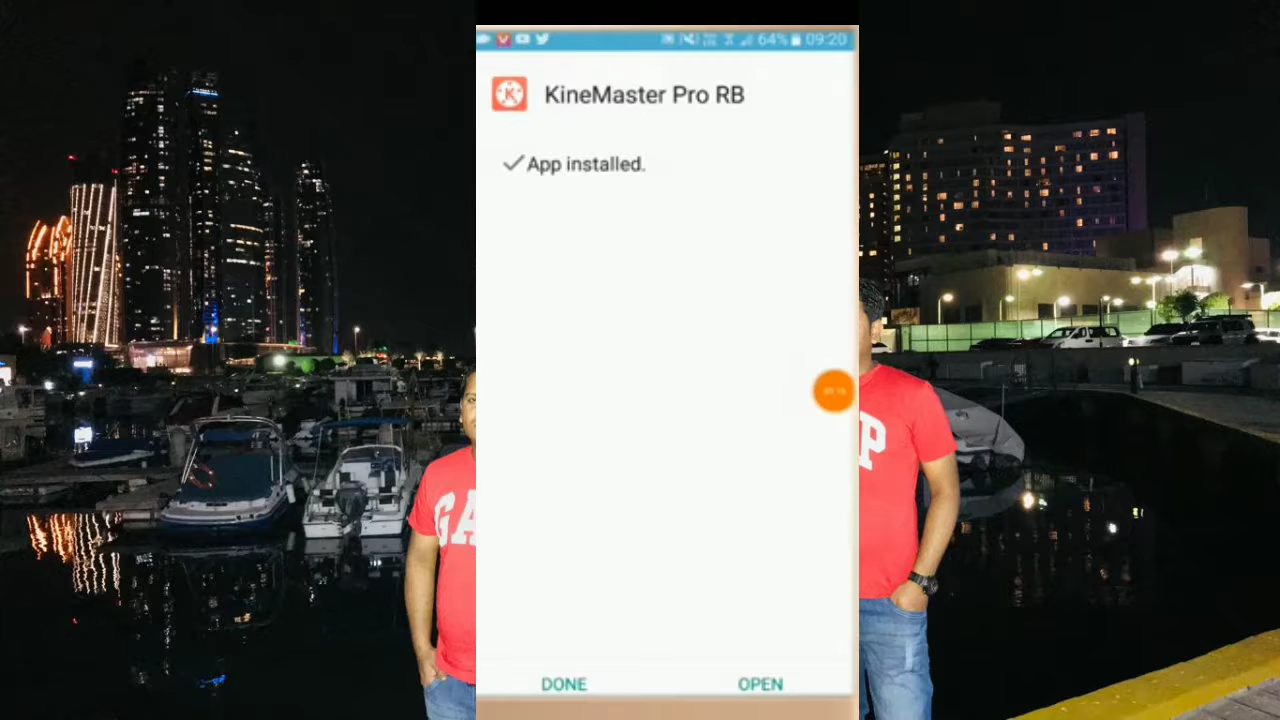 64% 09:20
KineMaster Pro RB
App installed.
GA
P
DONE
OPEN